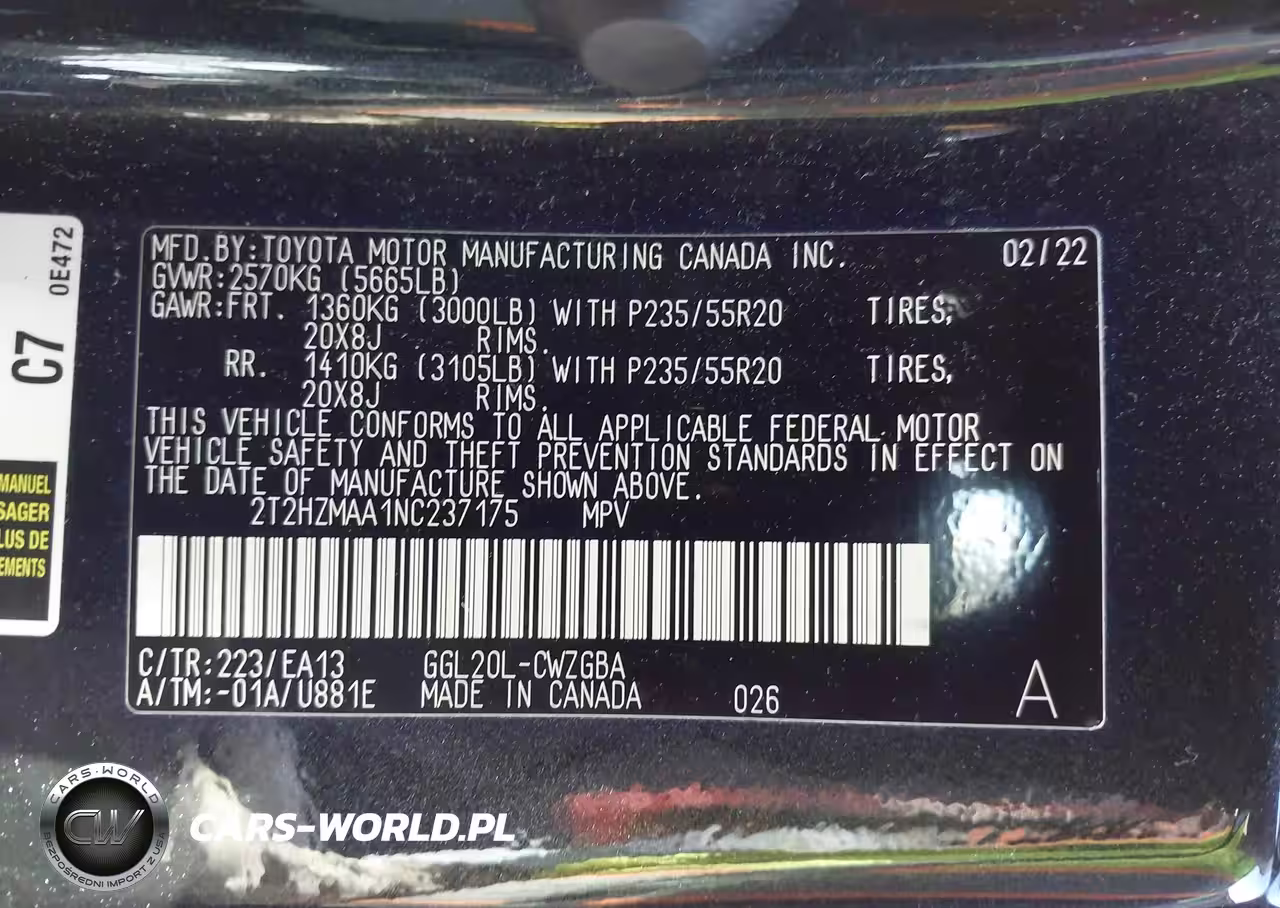 MFD.BY:TOYOTA MOTOR MANUFACTURING CANADA INC. 02/22
GVWR:2570KG (5665LB)
GAWR:FRT. 1360KG (3000LB) WITH P235/55R20 TIRES,
20X8J RIMS.
RR. 1410KG (3105LB) WITH P235/55R20 TIRES,
20X8J RIMS.
THIS VEHICLE CONFORMS TO ALL APPLICABLE FEDERAL MOTOR
VEHICLE SAFETY AND THEFT PREVENTION STANDARDS IN EFFECT ON
THE DATE OF MANUFACTURE SHOWN ABOVE.
2T2HZMAA1NC237175 MPV
C/TR:223/EA13 GGL20L-CWZGBA
A/TM:-01A/U881E MADE IN CANADA 026 A
0E472
C7
MANUEL
SAGER
LUS DE
EMENTS
CARS-WORLD
CW
BEZPOŚREDNI IMPORT Z USA
CARS-WORLD.PL